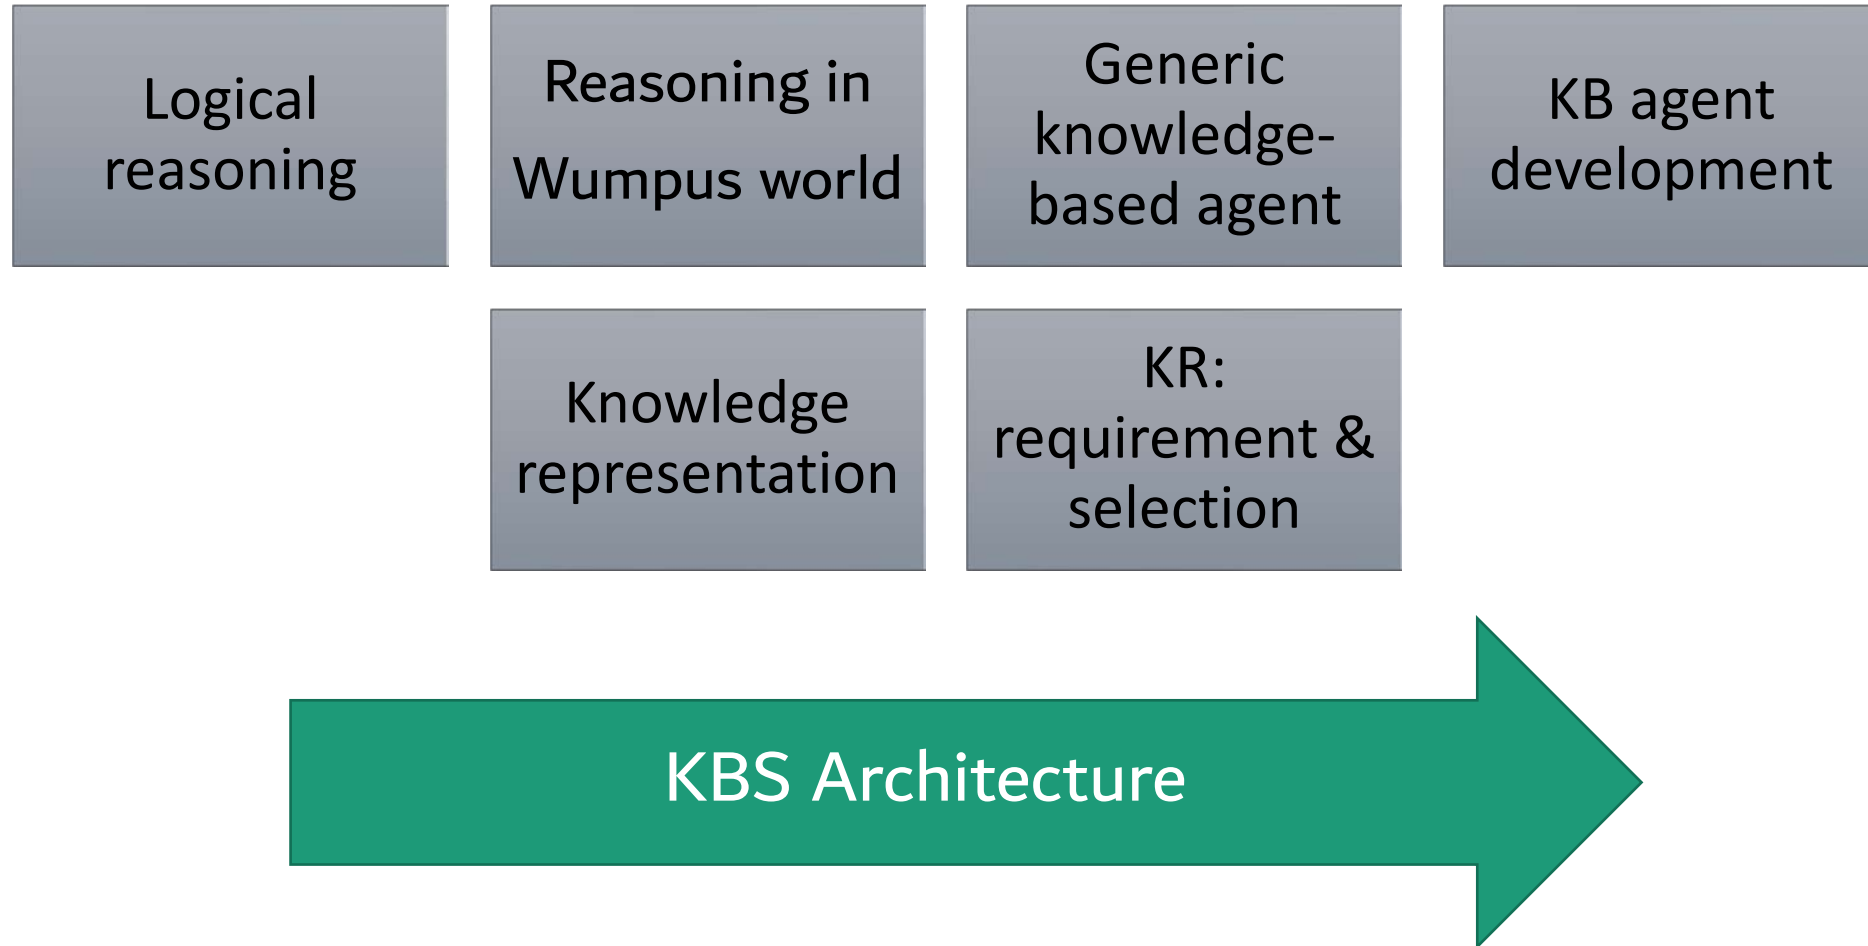 Logical
reasoning
Reasoning in
Wumpus world
Generic
knowledge-
based agent
KB agent
development
Knowledge
representation
KR:
requirement &
selection
KBS Architecture